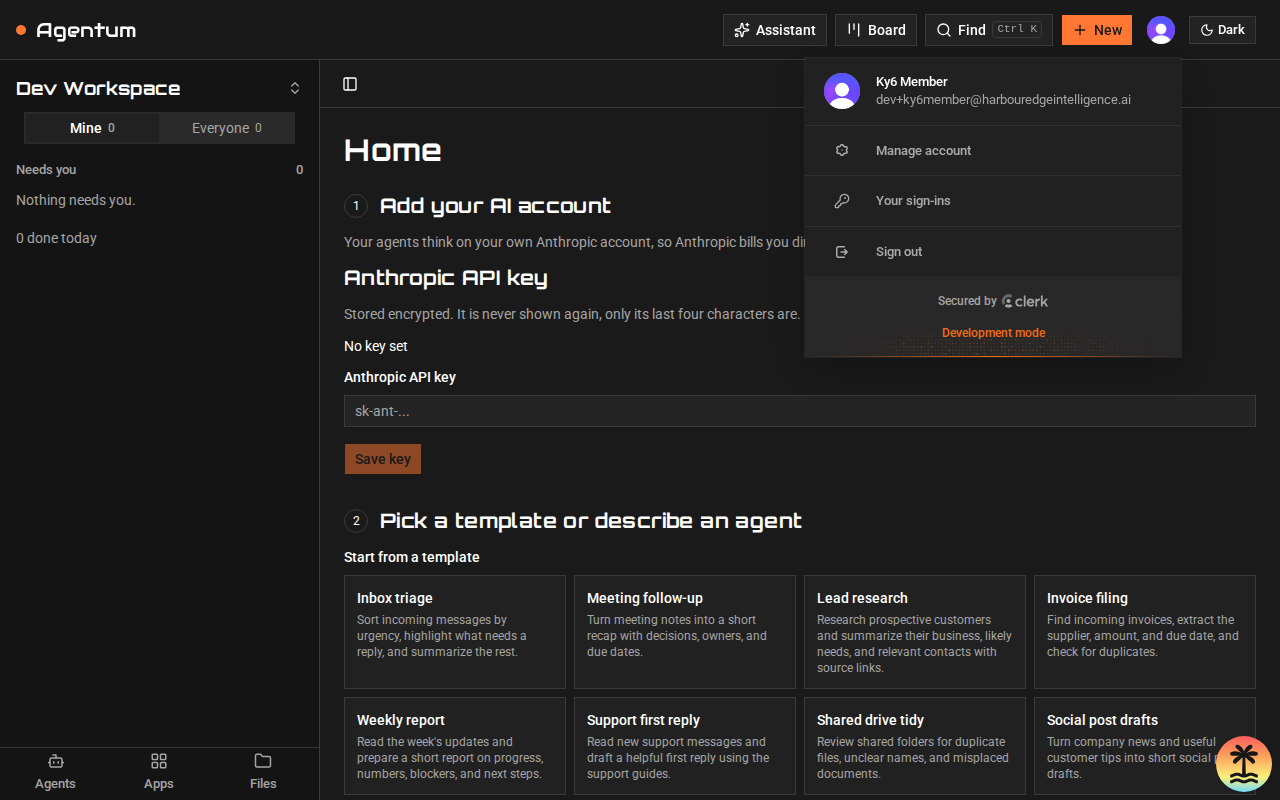 Agentum
Assistant
Board
Find Ctrl K
New
Dark
Dev Workspace
Mine 0
Everyone 0
Needs you 0
Nothing needs you.
0 done today
Agents
Apps
Files
Ky6 Member
dev+ky6member@harbouredgeintelligence.ai
Manage account
Your sign-ins
Sign out
Secured by clerk
Development mode
Home
1 Add your AI account
Your agents think on your own Anthropic account, so Anthropic bills you
Anthropic API key
Stored encrypted. It is never shown again, only its last four characters are.
No key set
Anthropic API key
sk-ant-...
Save key
2 Pick a template or describe an agent
Start from a template
Inbox triage
Sort incoming messages by
urgency, highlight what needs a
reply, and summarize the rest.
Meeting follow-up
Turn meeting notes into a short
recap with decisions, owners, and
due dates.
Lead research
Research prospective customers
and summarize their business, likely
needs, and relevant contacts with
source links.
Invoice filing
Find incoming invoices, extract the
supplier, amount, and due date, and
check for duplicates.
Weekly report
Read the week's updates and
prepare a short report on progress,
numbers, blockers, and next steps.
Support first reply
Read new support messages and
draft a helpful first reply using the
support guides.
Shared drive tidy
Review shared folders for duplicate
files, unclear names, and misplaced
documents.
Social post drafts
Turn company news and useful
customer tips into short social
drafts.